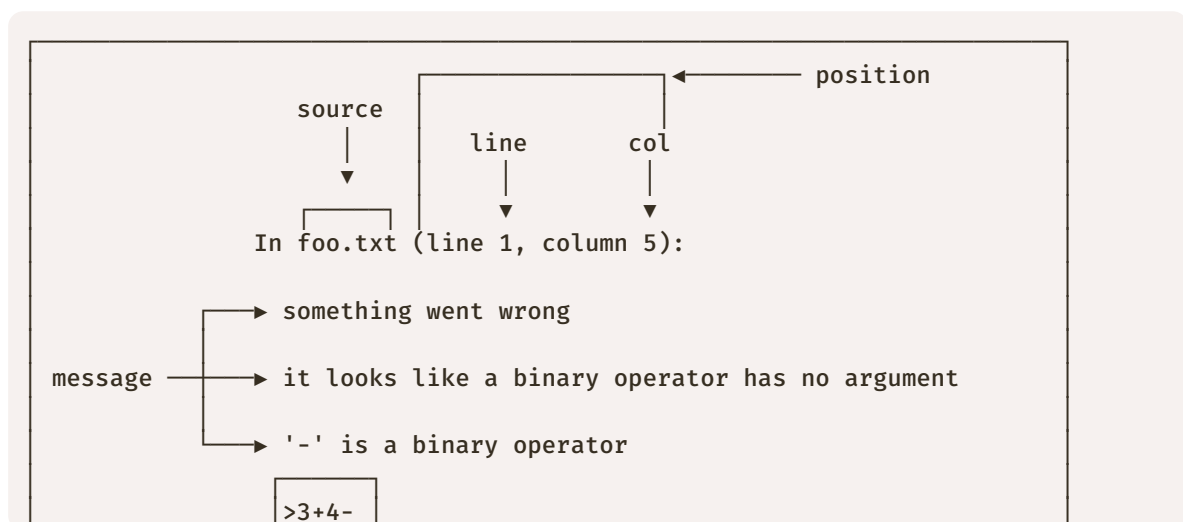 position
source
line col
In foo.txt (line 1, column 5):
something went wrong
message it looks like a binary operator has no argument
'-' is a binary operator
>3+4-